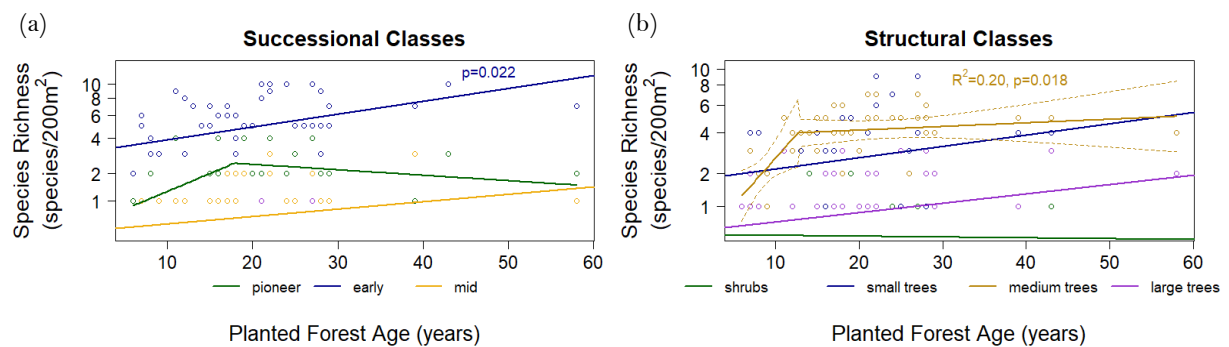 (a)
Successional Classes
Species Richness
(species/200m²)
10
8
6
4
2
1
p=0.022
10 20 30 40 50 60
pioneer early mid
Planted Forest Age (years)
(b)
Structural Classes
Species Richness
(species/200m²)
10
8
6
4
2
1
R²=0.20, p=0.018
10 20 30 40 50 60
shrubs small trees medium trees large trees
Planted Forest Age (years)